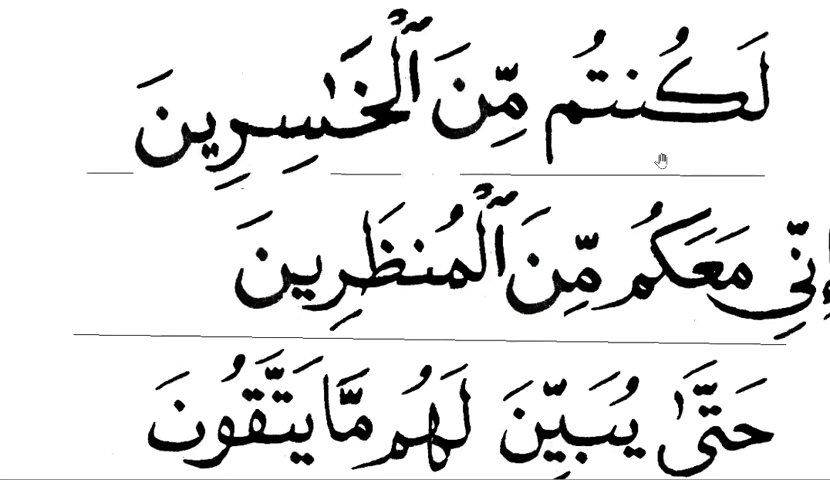 لَكُنتُم مِّنَ ٱلْخَٰسِرِينَ
إِنِّي مَعَكُم مِّنَ ٱلْمُنتَظِرِينَ
حَتَّىٰ يُبَيِّنَ لَهُم مَّا يَتَّقُونَ